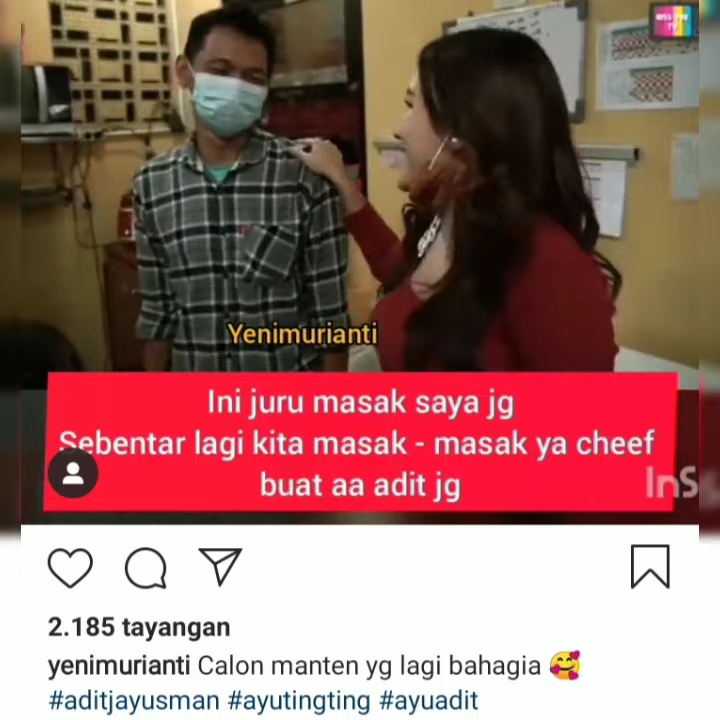 Yenimurianti
Ini juru masak saya jg
Sebentar lagi kita masak - masak ya cheef
buat aa adit jg
InS
2.185 tayangan
yenimurianti Calon manten yg lagi bahagia 🥰
#aditjayusman #ayutingting #ayuadit